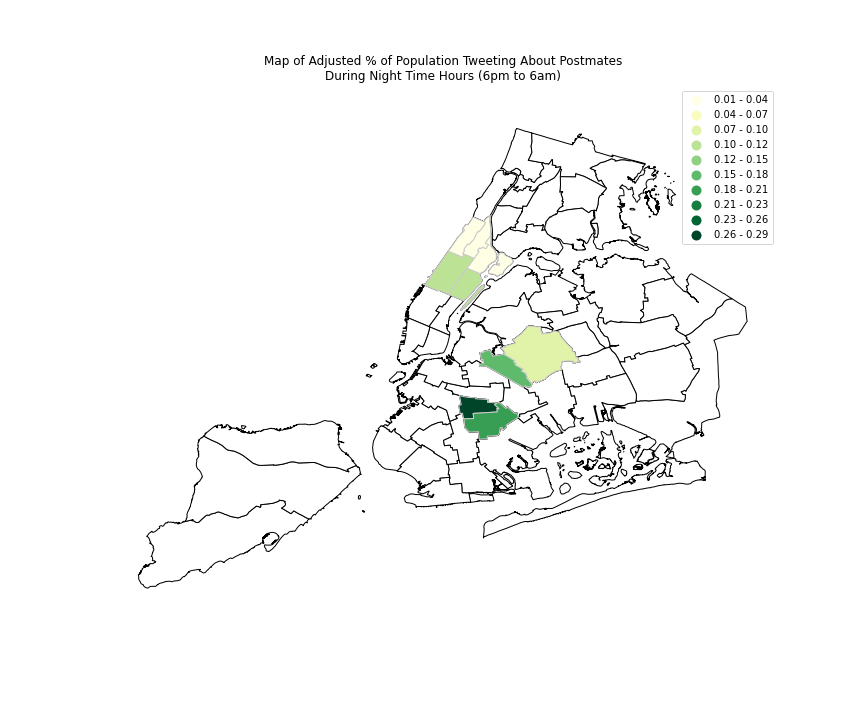 Map of Adjusted % of Population Tweeting About Postmates
During Night Time Hours (6pm to 6am)
0.01 - 0.04
0.04 - 0.07
0.07 - 0.10
0.10 - 0.12
0.12 - 0.15
0.15 - 0.18
0.18 - 0.21
0.21 - 0.23
0.23 - 0.26
0.26 - 0.29